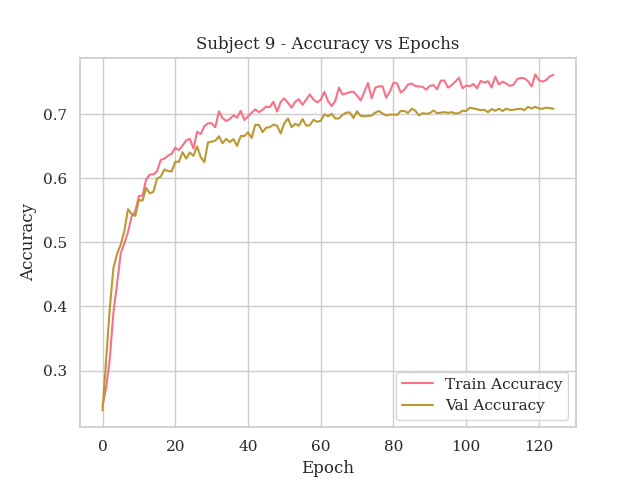 Subject 9 - Accuracy vs Epochs
Accuracy
0.7
0.6
0.5
0.4
0.3
Train Accuracy
Val Accuracy
0 20 40 60 80 100 120
Epoch